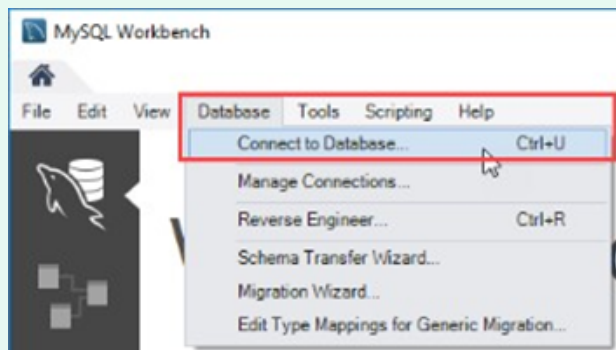 MySQL Workbench
File Edit View Database Tools Scripting Help
Connect to Database... Ctrl+U
Manage Connections...
Reverse Engineer... Ctrl+R
Schema Transfer Wizard...
Migration Wizard...
Edit Type Mappings for Generic Migration...